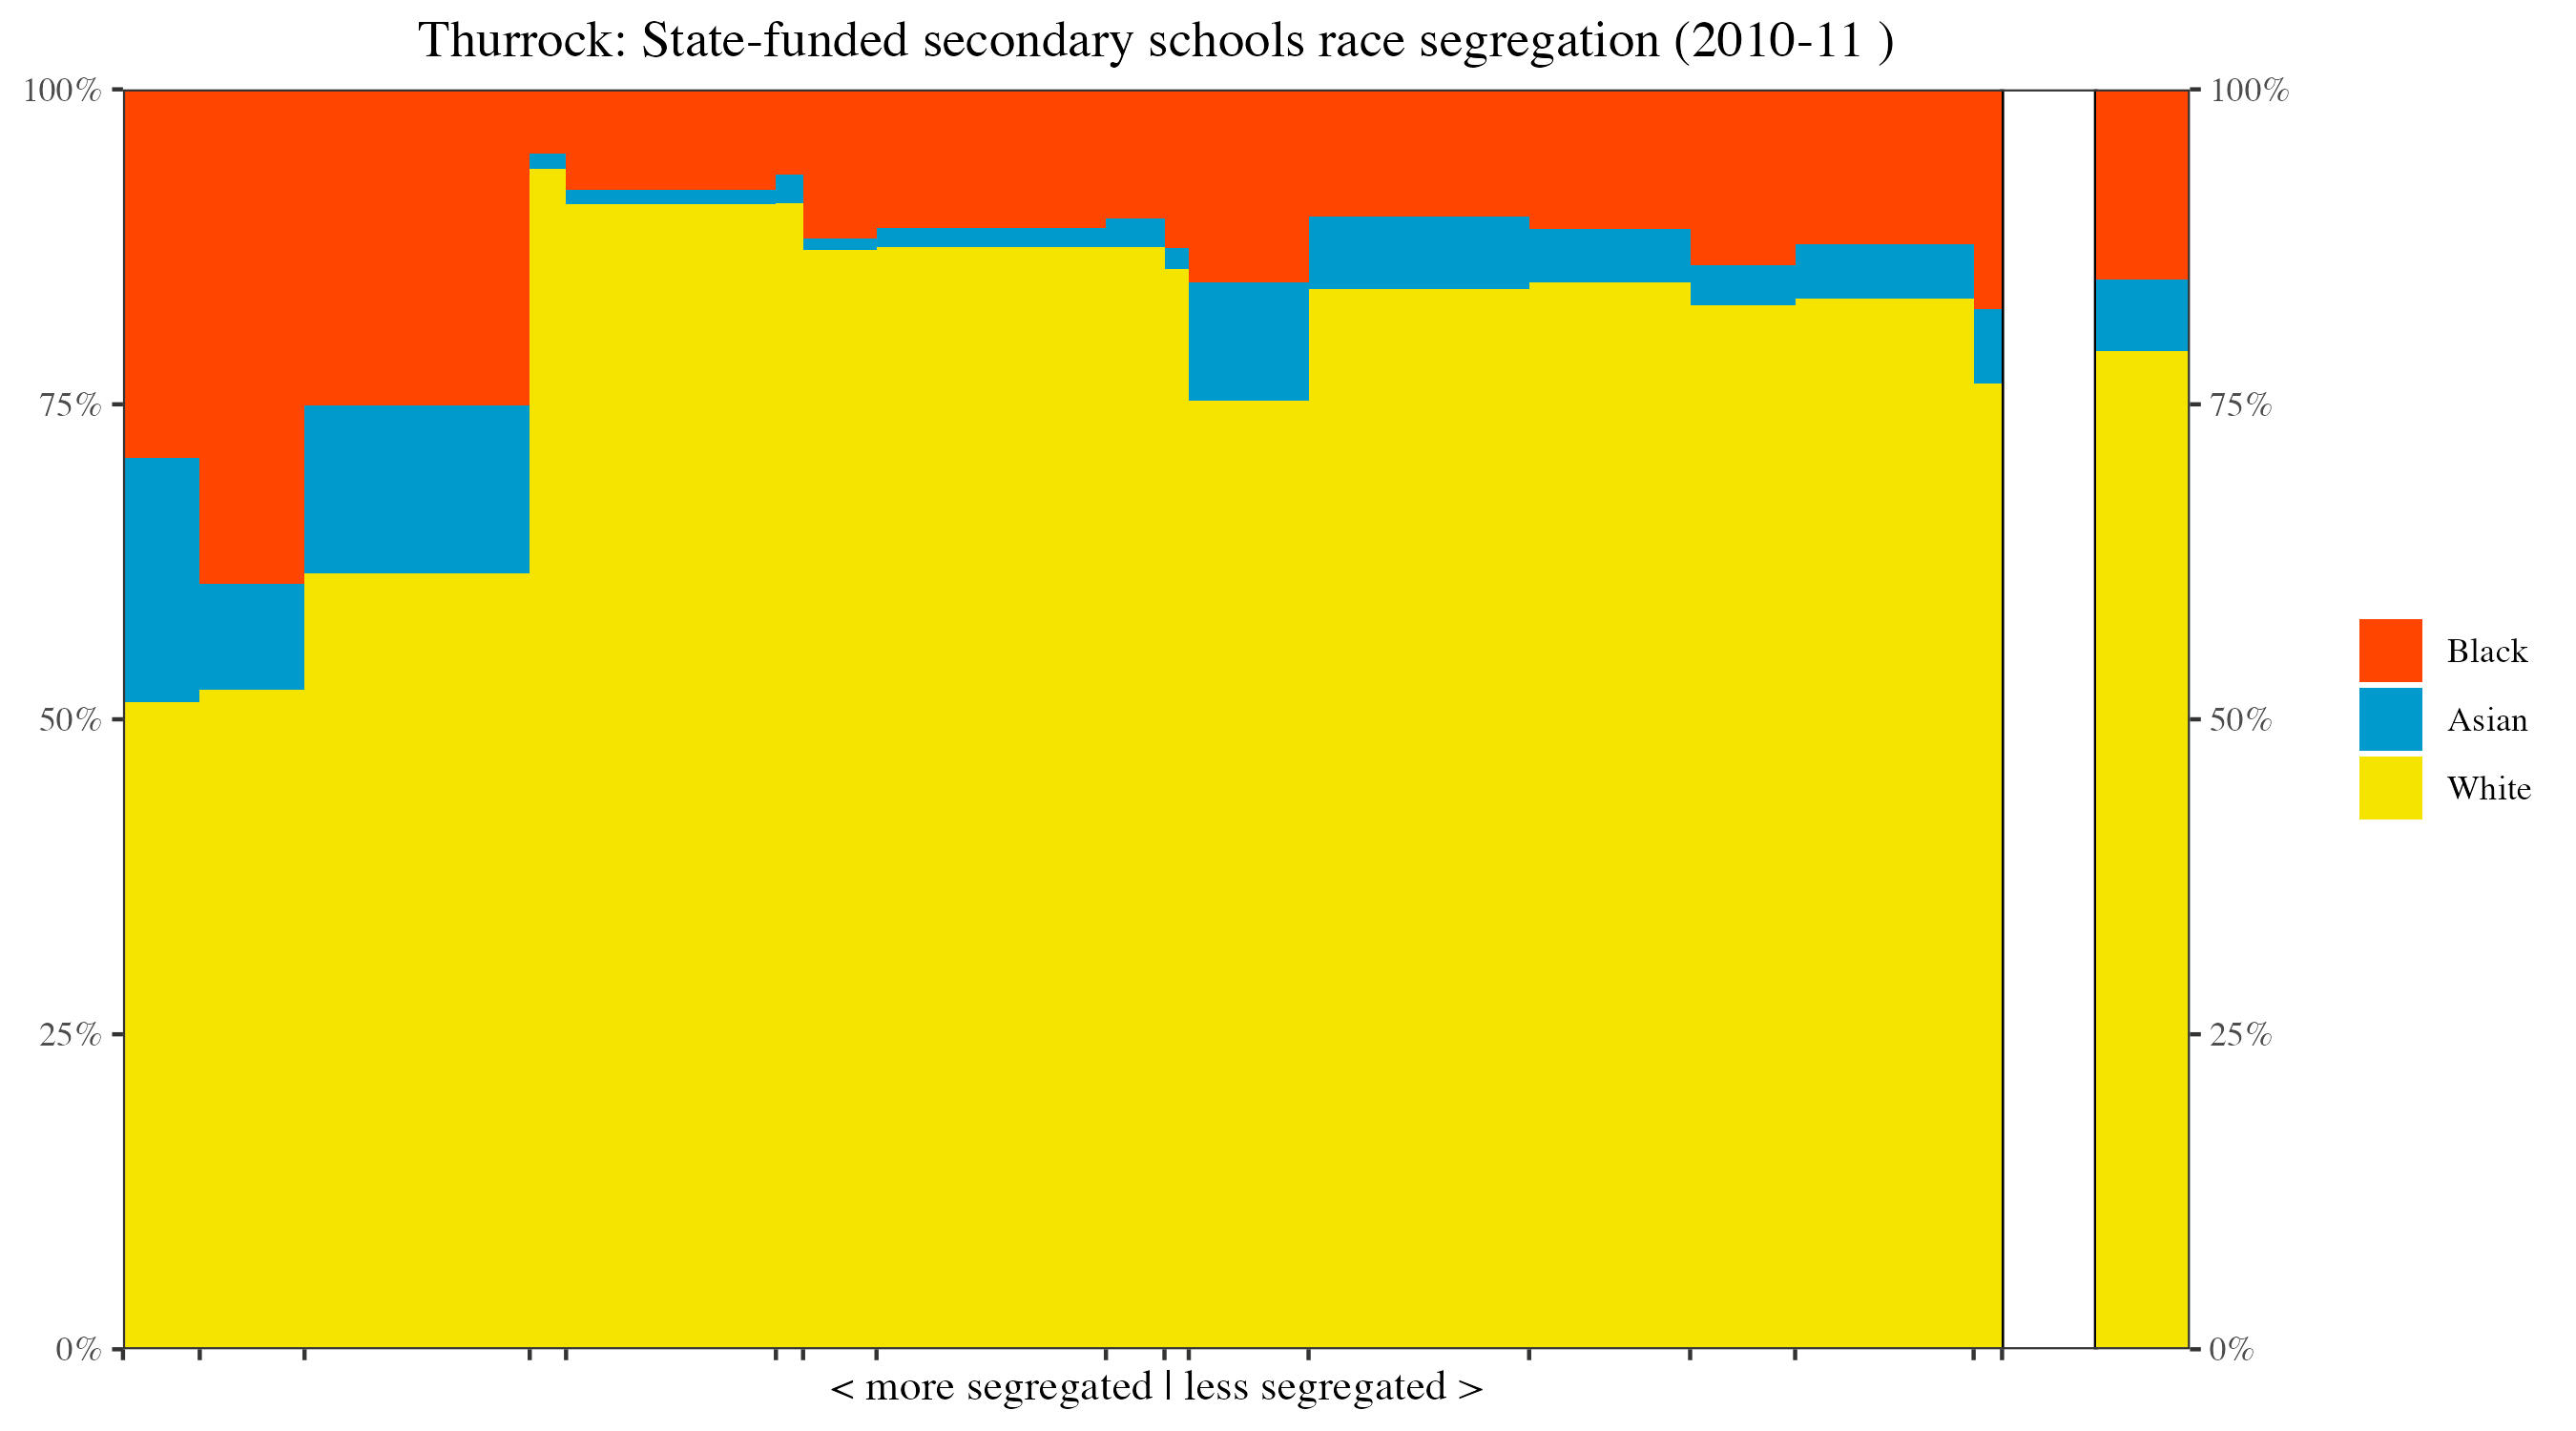 Thurrock: State-funded secondary schools race segregation (2010-11 )
100%
75%
50%
25%
0%
100%
75%
50%
25%
0%
Black
Asian
White
< more segregated | less segregated >